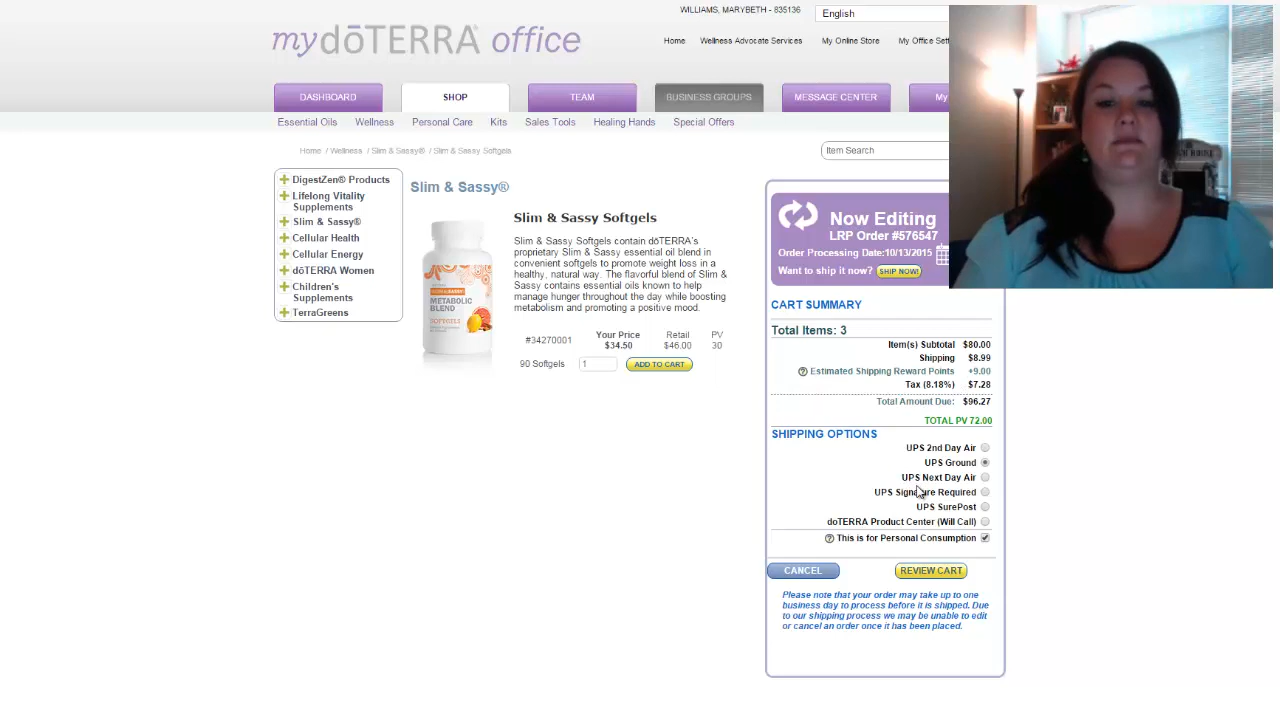 WILLIAMS, MARYBETH - 835136
English
my dōTERRA office
Home Wellness Advocate Services My Online Store My Office
DASHBOARD SHOP TEAM BUSINESS GROUPS MESSAGE CENTER My
Essential Oils Wellness Personal Care Kits Sales Tools Healing Hands Special Offers
Home / Wellness / Slim & Sassy® / Slim & Sassy Softgels
Item Search
DigestZen® Products
Lifelong Vitality
Supplements
Slim & Sassy®
Cellular Health
Cellular Energy
dōTERRA Women
Children's
Supplements
TerraGreens
Slim & Sassy®
METABOLIC
BLEND
SOFTGELS
Slim & Sassy Softgels
Slim & Sassy Softgels contain dōTERRA's
proprietary Slim & Sassy essential oil blend in
convenient softgels to promote weight loss in a
healthy, natural way. The flavorful blend of Slim &
Sassy contains essential oils known to help
manage hunger throughout the day while boosting
metabolism and promoting a positive mood.
Your Price Retail PV
#34270001 $34.50 $46.00 30
90 Softgels 1 ADD TO CART
Now Editing
LRP Order #576547
Order Processing Date:10/13/2015
Want to ship it now? SHIP NOW!
CART SUMMARY
Total Items: 3
Item(s) Subtotal $80.00
Shipping $8.99
Estimated Shipping Reward Points +9.00
Tax (8.18%) $7.28
Total Amount Due: $96.27
TOTAL PV 72.00
SHIPPING OPTIONS
UPS 2nd Day Air
UPS Ground
UPS Next Day Air
UPS Signature Required
UPS SurePost
doTERRA Product Center (Will Call)
This is for Personal Consumption
CANCEL REVIEW CART
Please note that your order may take up to one
business day to process before it is shipped. Due
to our shipping process we may be unable to edit
or cancel an order once it has been placed.